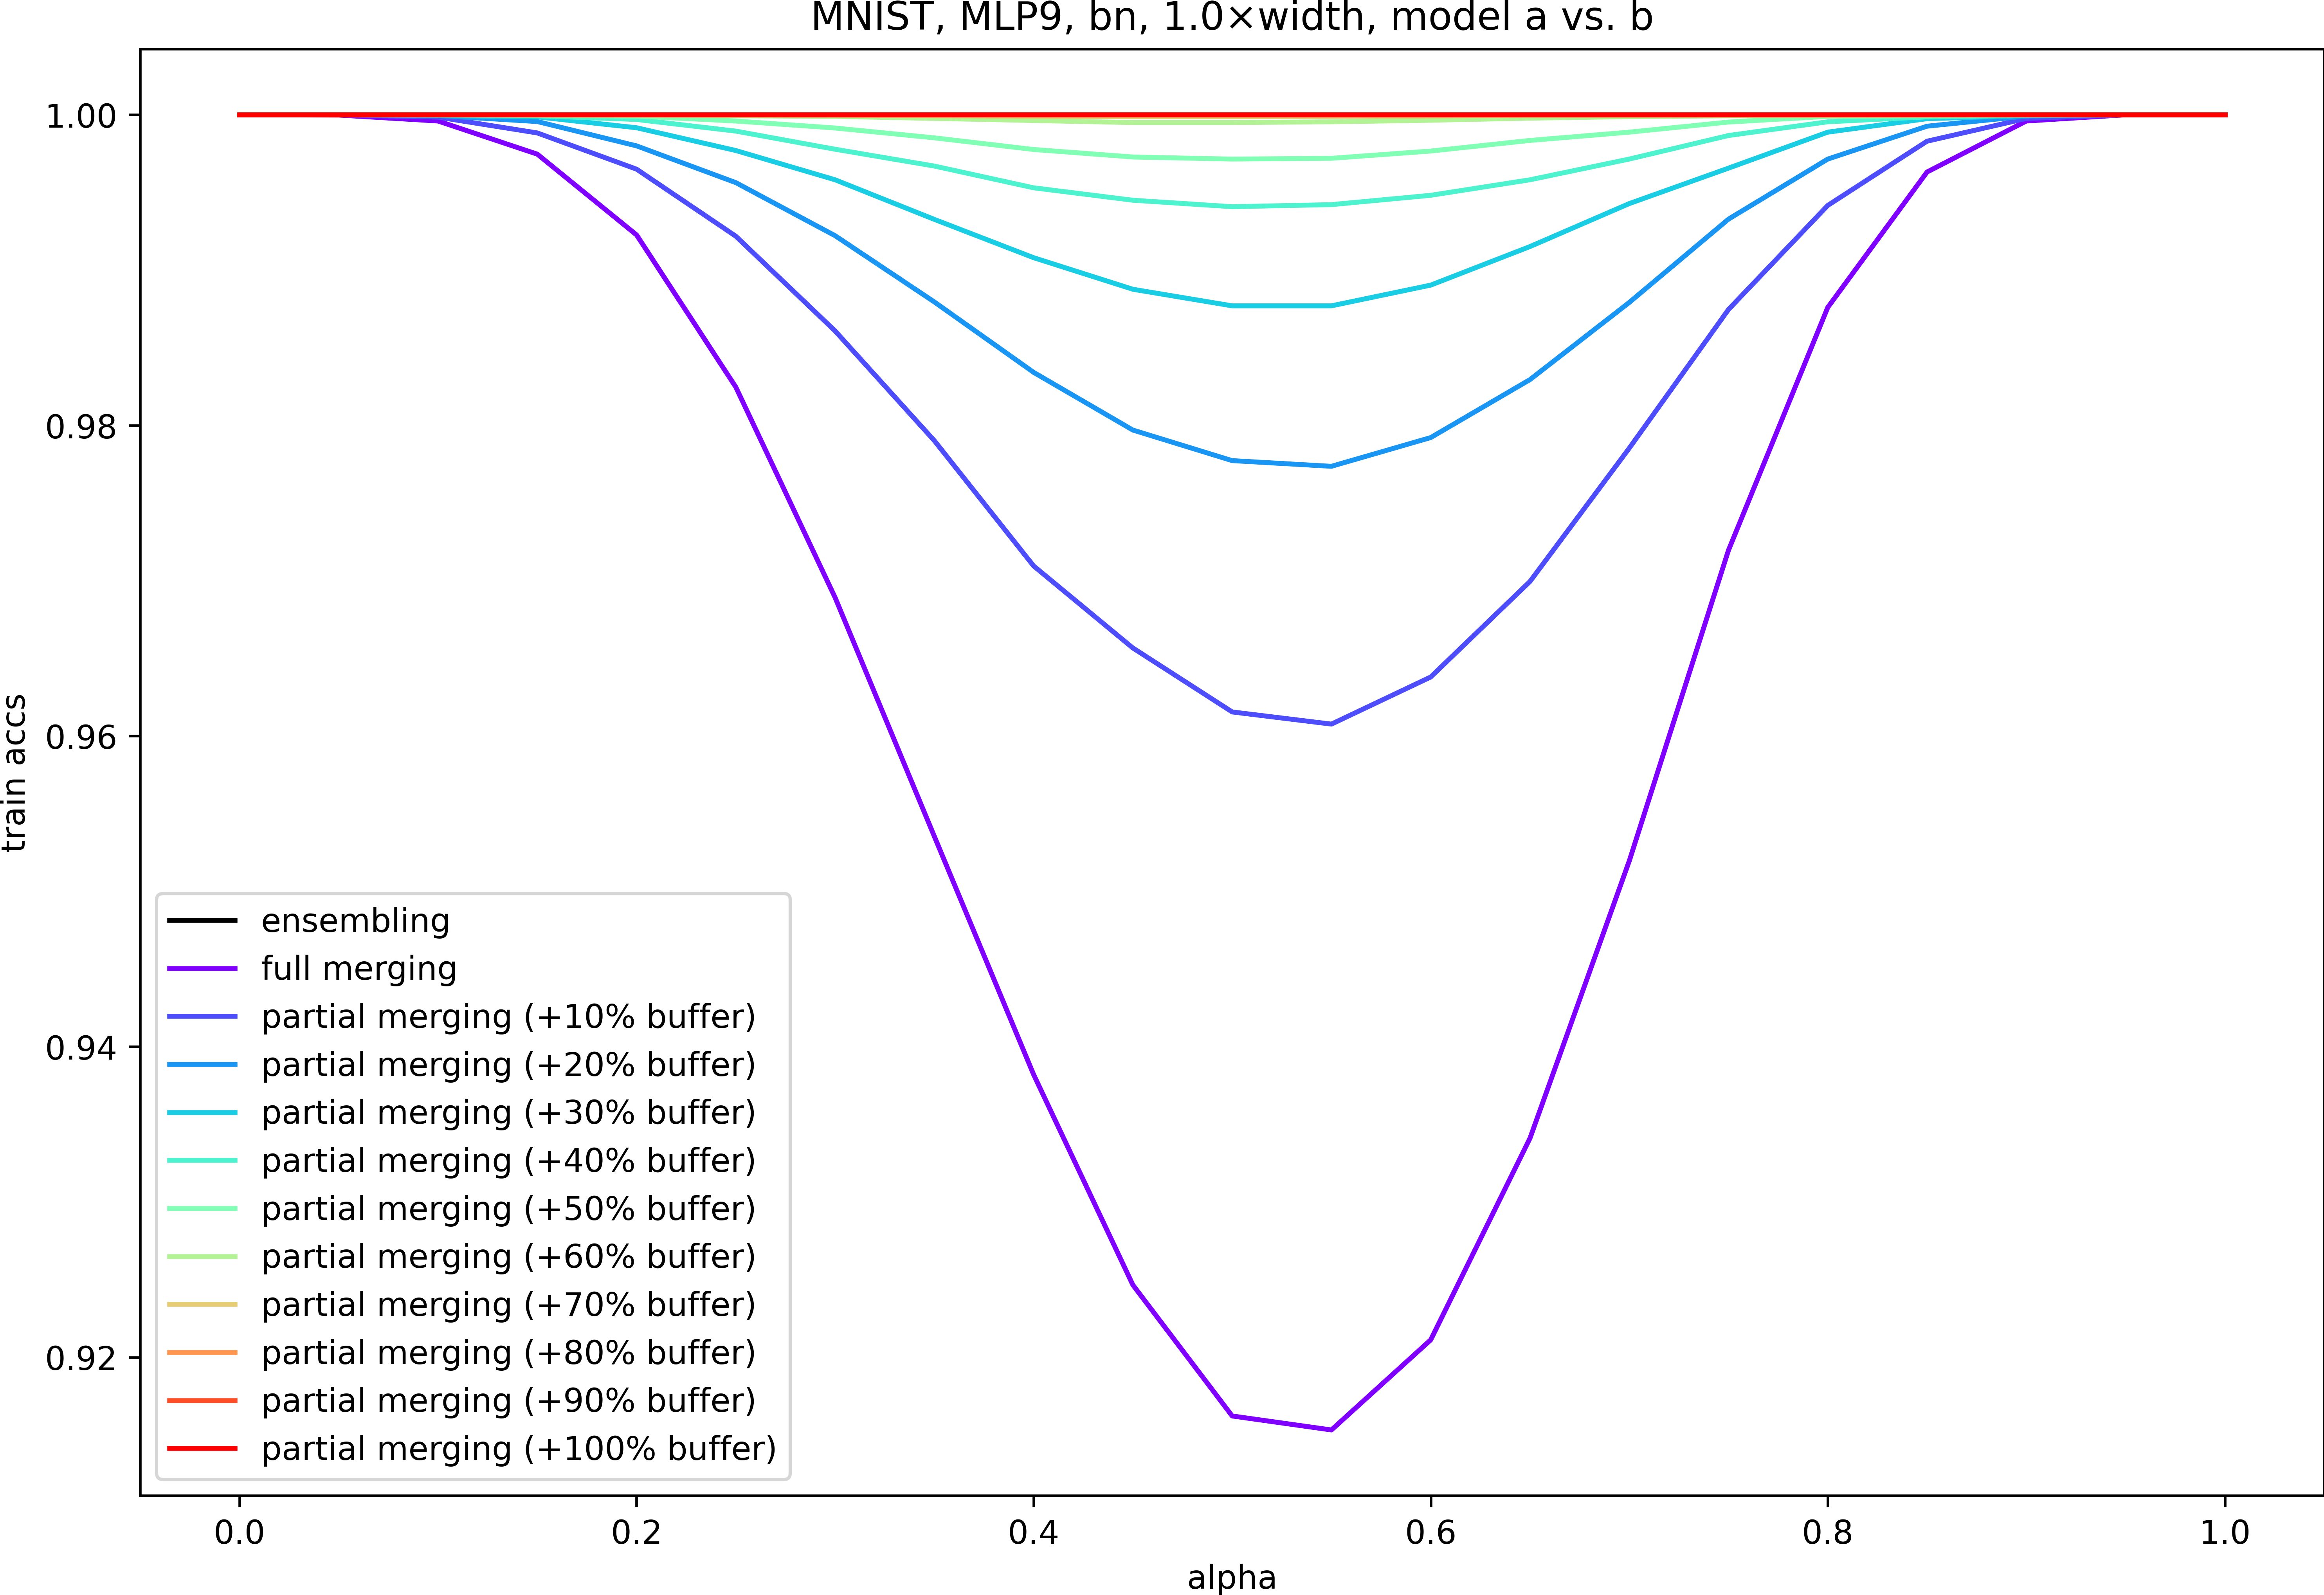 MNIST, MLP9, bn, 1.0×width, model a vs. b
train accs
1.00
0.98
0.96
0.94
0.92
ensembling
full merging
partial merging (+10% buffer)
partial merging (+20% buffer)
partial merging (+30% buffer)
partial merging (+40% buffer)
partial merging (+50% buffer)
partial merging (+60% buffer)
partial merging (+70% buffer)
partial merging (+80% buffer)
partial merging (+90% buffer)
partial merging (+100% buffer)
0.0 0.2 0.4 0.6 0.8 1.0
alpha